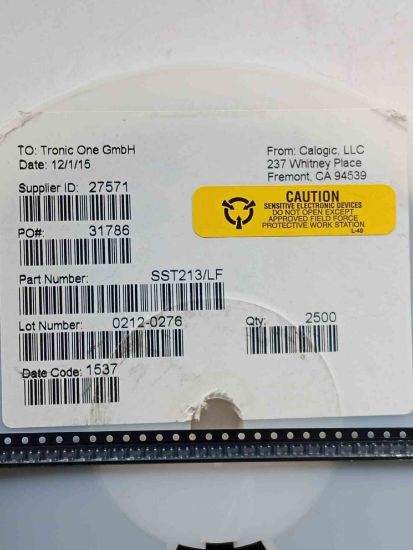 TO: Tronic One GmbH
Date: 12/1/15
From: Calogic, LLC
237 Whitney Place
Fremont, CA 94539
Supplier ID: 27571
CAUTION
SENSITIVE ELECTRONIC DEVICES
DO NOT OPEN EXCEPT
APPROVED FIELD FORCE
PROTECTIVE WORK STATION
L-48
PO#: 31786
Part Number: SST213/LF
Lot Number: 0212-0276
Qty: 2500
Date Code: 1537